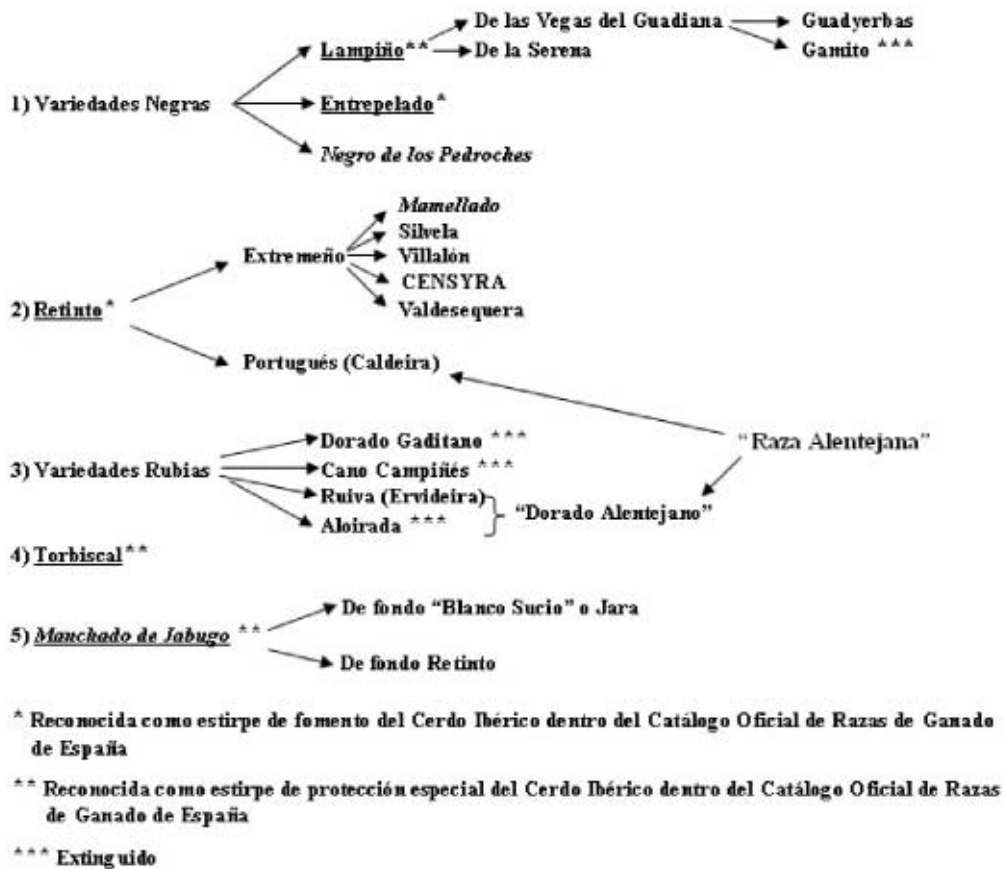 De las Vegas del Guadiana
Guadyerbas
Lampiño**
De la Serena
Gamito ***
1) Variedades Negras
Entrepelado*
Negro de los Pedroches
Mamellado
Silvela
Extremeño
Villalón
CENSYRA
2) Retinto*
Valdesequera
Portugués (Caldeira)
"Raza Alentejana"
Dorado Gaditano ***
3) Variedades Rubias
Cano Campiñés ***
Ruiva (Ervideira)
"Dorado Alentejano"
Aloirada ***
4) Torbiscal**
De fondo "Blanco Sucio" o Jara
5) Manchado de Jabugo **
De fondo Retinto
* Reconocida como estirpe de fomento del Cerdo Ibérico dentro del Catálogo Oficial de Razas de Ganado
de España
** Reconocida como estirpe de protección especial del Cerdo Ibérico dentro del Catálogo Oficial de Razas
de Ganado de España
*** Extinguido